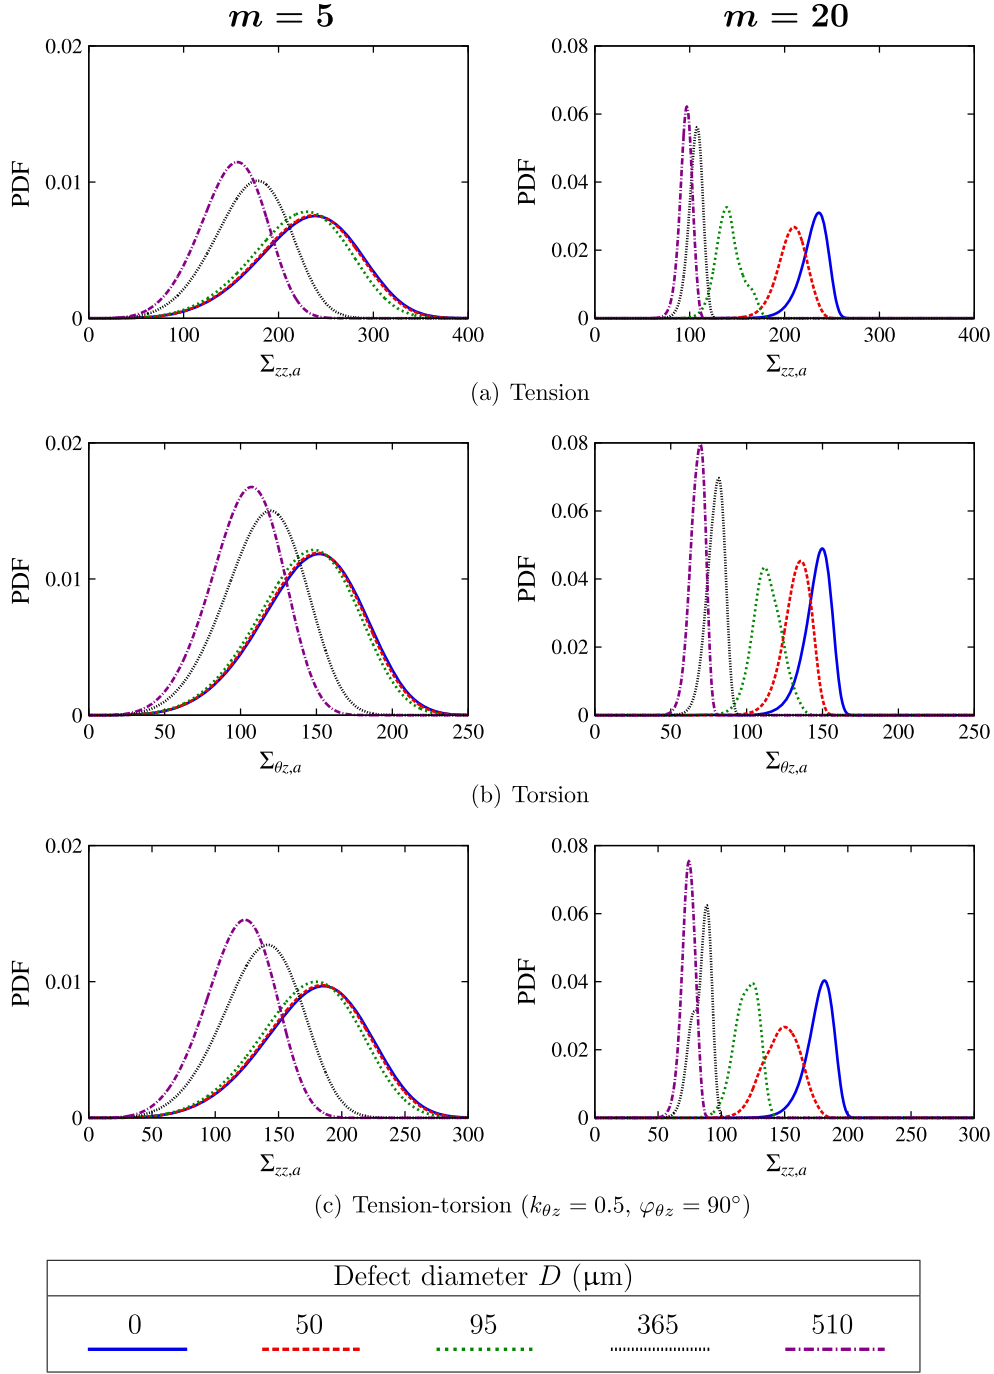 m = 5
m = 20
0.02
0.01
0
PDF
0 100 200 300 400
Σzz,a
0.08
0.06
0.04
0.02
0
PDF
0 100 200 300 400
Σzz,a
(a) Tension
0.02
0.01
0
PDF
0 50 100 150 200 250
Σθz,a
0.08
0.06
0.04
0.02
0
PDF
0 50 100 150 200 250
Σθz,a
(b) Torsion
0.02
0.01
0
PDF
0 50 100 150 200 250 300
Σzz,a
0.08
0.06
0.04
0.02
0
PDF
0 50 100 150 200 250 300
Σzz,a
(c) Tension-torsion (kθz = 0.5, φθz = 90°)
Defect diameter D (μm)
0 50 95 365 510